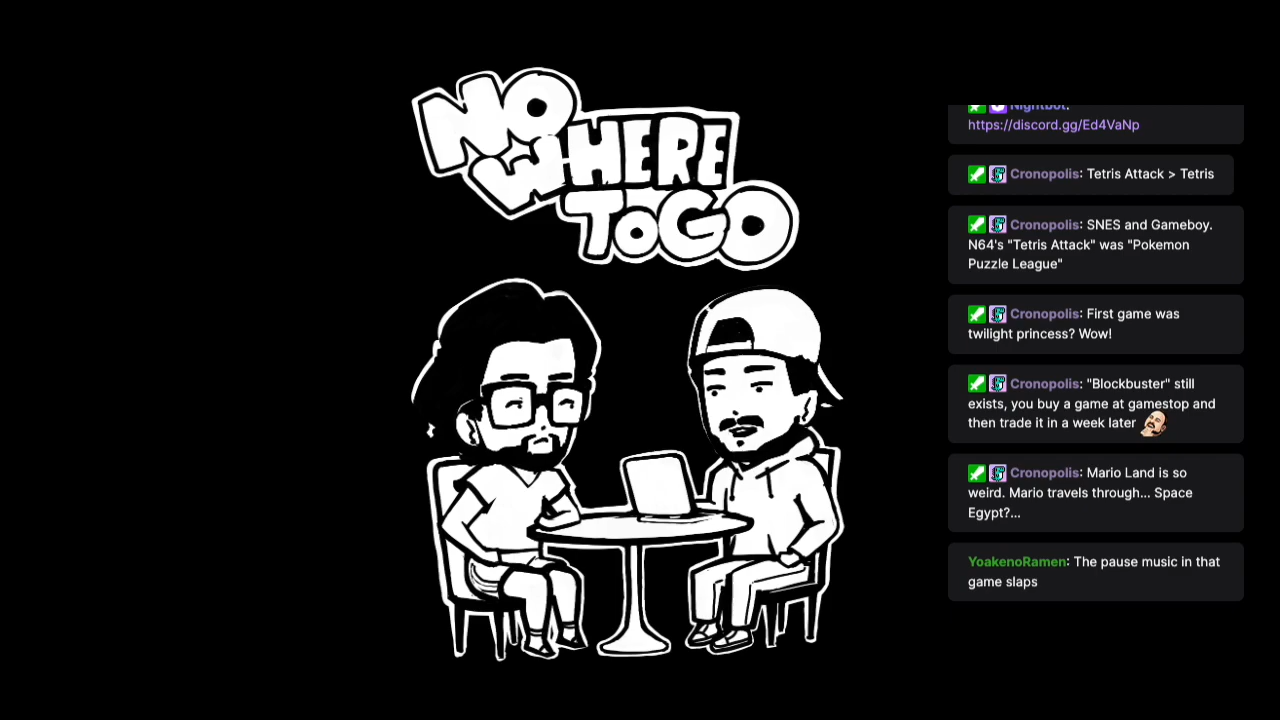 NO
WHERE
TO GO
Nightbot:
https://discord.gg/Ed4VaNp
Cronopolis: Tetris Attack > Tetris
Cronopolis: SNES and Gameboy.
N64's "Tetris Attack" was "Pokemon
Puzzle League"
Cronopolis: First game was
twilight princess? Wow!
Cronopolis: "Blockbuster" still
exists, you buy a game at gamestop and
then trade it in a week later
Cronopolis: Mario Land is so
weird. Mario travels through... Space
Egypt?...
YoakenoRamen: The pause music in that
game slaps